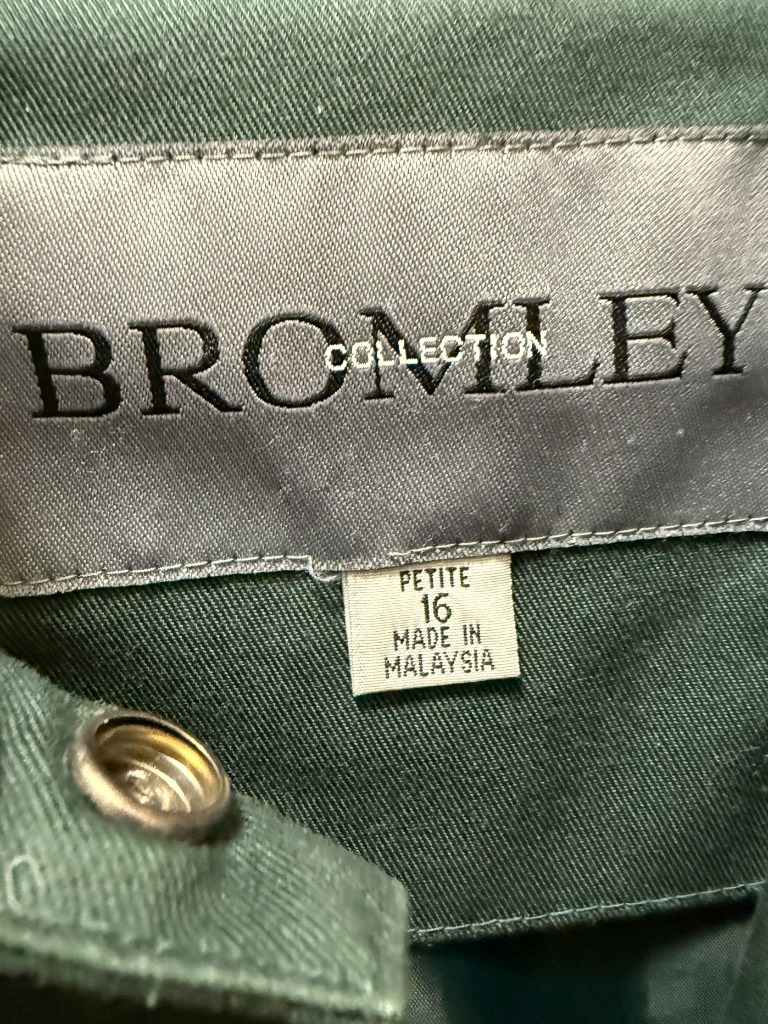 BROMLEY
COLLECTION
PETITE
16
MADE IN
MALAYSIA